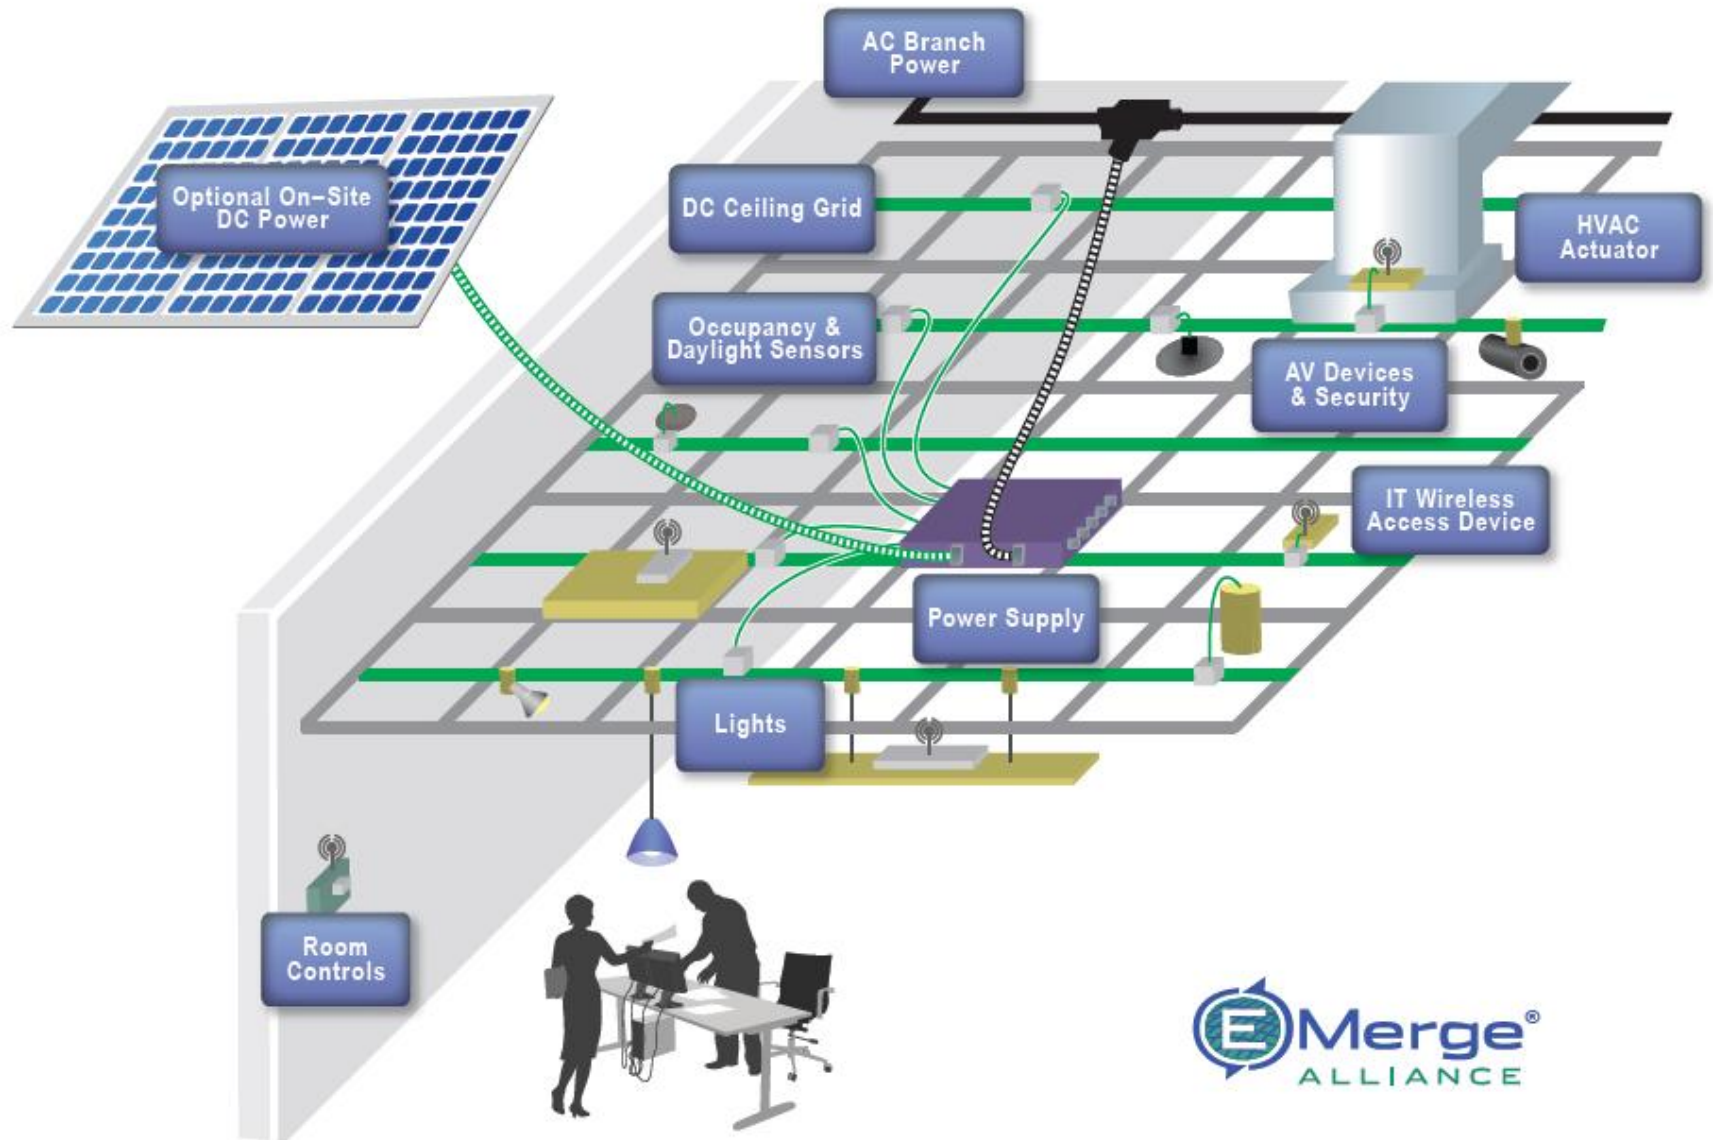 AC Branch
Power
Optional On–Site
DC Power
DC Ceiling Grid
HVAC
Actuator
Occupancy &
Daylight Sensors
AV Devices
& Security
IT Wireless
Access Device
Power Supply
Lights
Room
Controls
EMerge®
ALLIANCE